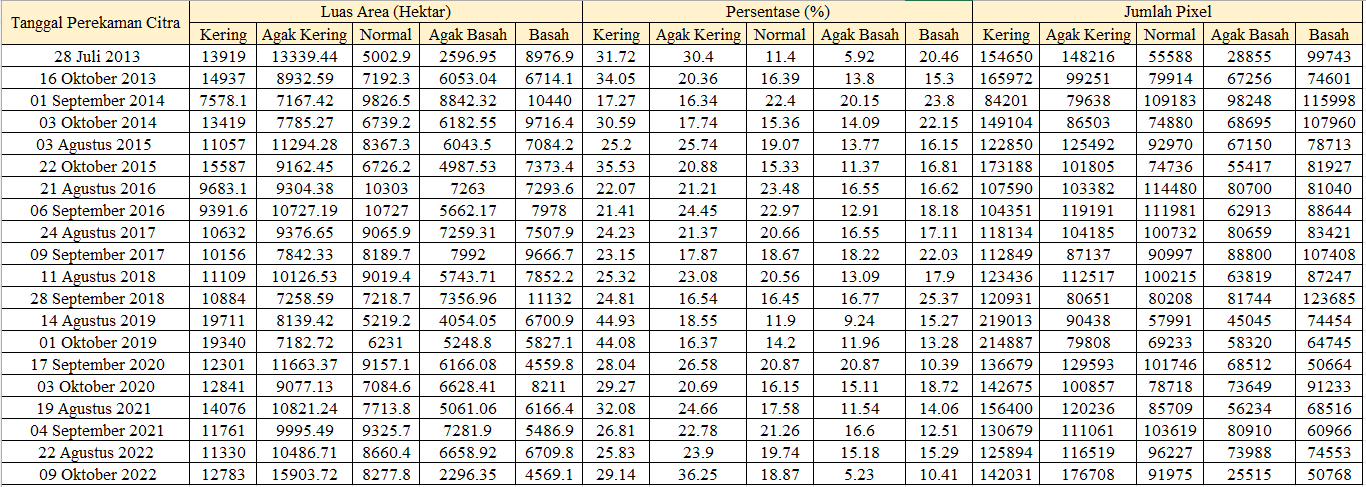 Tanggal Perekaman Citra Luas Area (Hektar) Persentase (%) Jumlah Pixel
Kering Agak Kering Normal Agak Basah Basah Kering Agak Kering Normal Agak Basah Basah Kering Agak Kering Normal Agak Basah Basah
28 Juli 2013 13919 13339.44 5002.9 2596.95 8976.9 31.72 30.4 11.4 5.92 20.46 154650 148216 55588 28855 99743
16 Oktober 2013 14937 8932.59 7192.3 6053.04 6714.1 34.05 20.36 16.39 13.8 15.3 165972 99251 79914 67256 74601
01 September 2014 7578.1 7167.42 9826.5 8842.32 10440 17.27 16.34 22.4 20.15 23.8 84201 79638 109183 98248 115998
03 Oktober 2014 13419 7785.27 6739.2 6182.55 9716.4 30.59 17.74 15.36 14.09 22.15 149104 86503 74880 68695 107960
03 Agustus 2015 11057 11294.28 8367.3 6043.5 7084.2 25.2 25.74 19.07 13.77 16.15 122850 125492 92970 67150 78713
22 Oktober 2015 15587 9162.45 6726.2 4987.53 7373.4 35.53 20.88 15.33 11.37 16.81 173188 101805 74736 55417 81927
21 Agustus 2016 9683.1 9304.38 10303 7263 7293.6 22.07 21.21 23.48 16.55 16.62 107590 103382 114480 80700 81040
06 September 2016 9391.6 10727.19 10727 5662.17 7978 21.41 24.45 22.97 12.91 18.18 104351 119191 111981 62913 88644
24 Agustus 2017 10632 9376.65 9065.9 7259.31 7507.9 24.23 21.37 20.66 16.55 17.11 118134 104185 100732 80659 83421
09 September 2017 10156 7842.33 8189.7 7992 9666.7 23.15 17.87 18.67 18.22 22.03 112849 87137 90997 88800 107408
11 Agustus 2018 11109 10126.53 9019.4 5743.71 7852.2 25.32 23.08 20.56 13.09 17.9 123436 112517 100215 63819 87247
28 September 2018 10884 7258.59 7218.7 7356.96 11132 24.81 16.54 16.45 16.77 25.37 120931 80651 80208 81744 123685
14 Agustus 2019 19711 8139.42 5219.2 4054.05 6700.9 44.93 18.55 11.9 9.24 15.27 219013 90438 57991 45045 74454
01 Oktober 2019 19340 7182.72 6231 5248.8 5827.1 44.08 16.37 14.2 11.96 13.28 214887 79808 69233 58320 64745
17 September 2020 12301 11663.37 9157.1 6166.08 4559.8 28.04 26.58 20.87 20.87 10.39 136679 129593 101746 68512 50664
03 Oktober 2020 12841 9077.13 7084.6 6628.41 8211 29.27 20.69 16.15 15.11 18.72 142675 100857 78718 73649 91233
19 Agustus 2021 14076 10821.24 7713.8 5061.06 6166.4 32.08 24.66 17.58 11.54 14.06 156400 120236 85709 56234 68516
04 September 2021 11761 9995.49 9325.7 7281.9 5486.9 26.81 22.78 21.26 16.6 12.51 130679 111061 103619 80910 60966
22 Agustus 2022 11330 10486.71 8660.4 6658.92 6709.8 25.83 23.9 19.74 15.18 15.29 125894 116519 96227 73988 74553
09 Oktober 2022 12783 15903.72 8277.8 2296.35 4569.1 29.14 36.25 18.87 5.23 10.41 142031 176708 91975 25515 50768